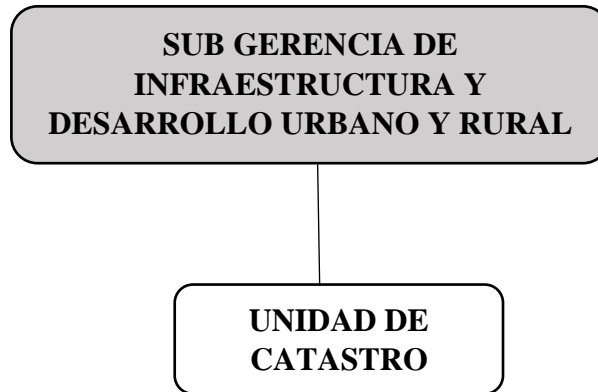 SUB GERENCIA DE
INFRAESTRUCTURA Y
DESARROLLO URBANO Y RURAL
UNIDAD DE
CATASTRO